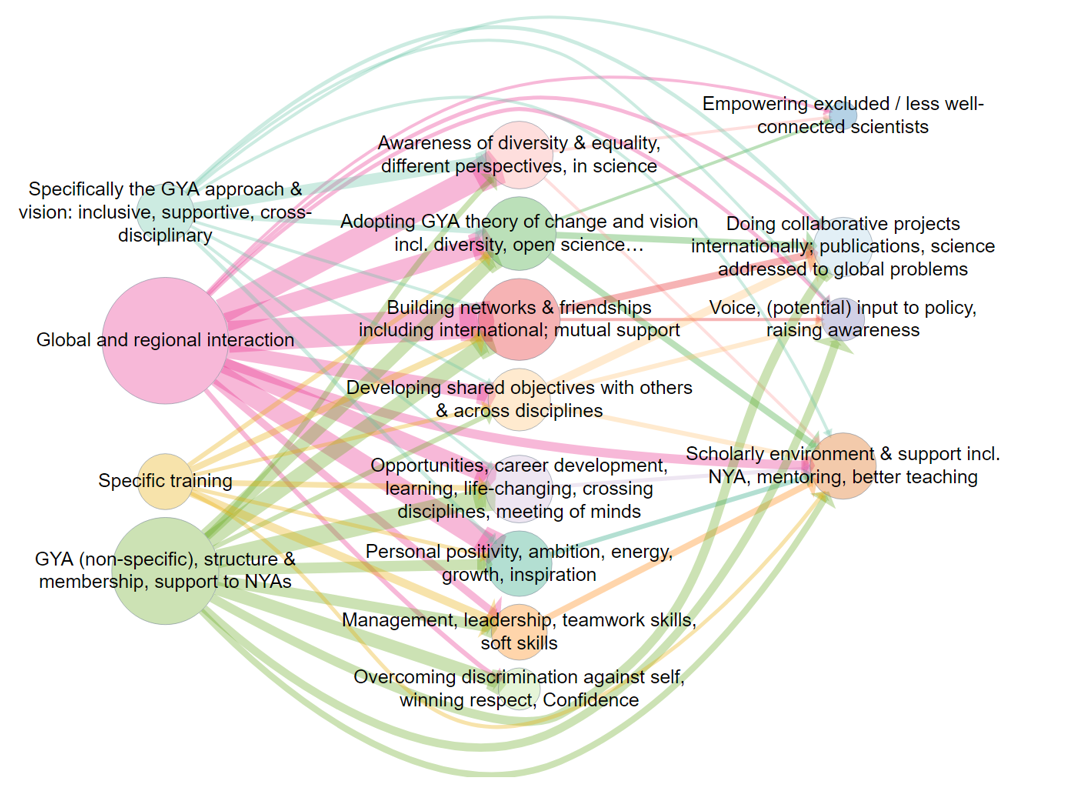 Specifically the GYA approach &
vision: inclusive, supportive, cross-
disciplinary
Global and regional interaction
Specific training
GYA (non-specific), structure &
membership, support to NYAs
Awareness of diversity & equality,
different perspectives, in science
Adopting GYA theory of change and vision
incl. diversity, open science…
Building networks & friendships
including international; mutual support
Developing shared objectives with others
& across disciplines
Opportunities, career development,
learning, life-changing, crossing
disciplines, meeting of minds
Personal positivity, ambition, energy,
growth, inspiration
Management, leadership, teamwork skills,
soft skills
Overcoming discrimination against self,
winning respect, Confidence
Empowering excluded / less well-
connected scientists
Doing collaborative projects
internationally; publications, science
addressed to global problems
Voice, (potential) input to policy,
raising awareness
Scholarly environment & support incl.
NYA, mentoring, better teaching